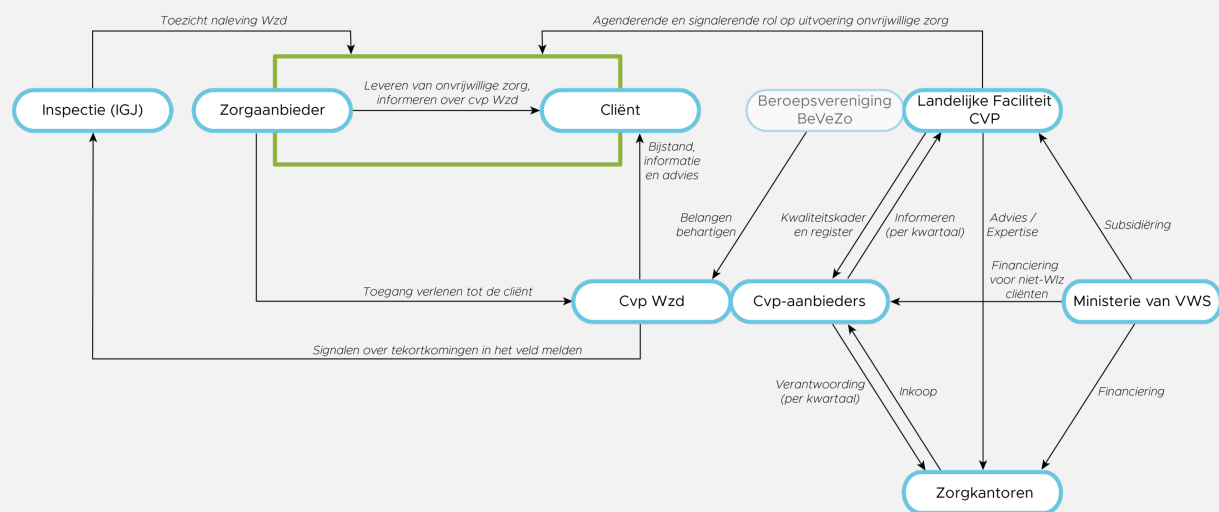 Toezicht naleving Wzd
Agenderende en signalerende rol op uitvoering onvrijwillige zorg
Inspectie (IGJ)
Zorgaanbieder
Leveren van onvrijwillige zorg,
informeren over cvp Wzd
Cliënt
Beroepsvereniging
BeVeZo
Landelijke Faciliteit
CVP
Bijstand,
informatie
en advies
Belangen
behartigen
Kwaliteitskader
en register
Informeren
(per kwartaal)
Advies /
Expertise
Subsidiëring
Financiering
voor niet-Wlz
cliënten
Toegang verlenen tot de cliënt
Cvp Wzd
Cvp-aanbieders
Ministerie van VWS
Signalen over tekortkomingen in het veld melden
Verantwoording
(per kwartaal)
Inkoop
Financiering
Zorgkantoren